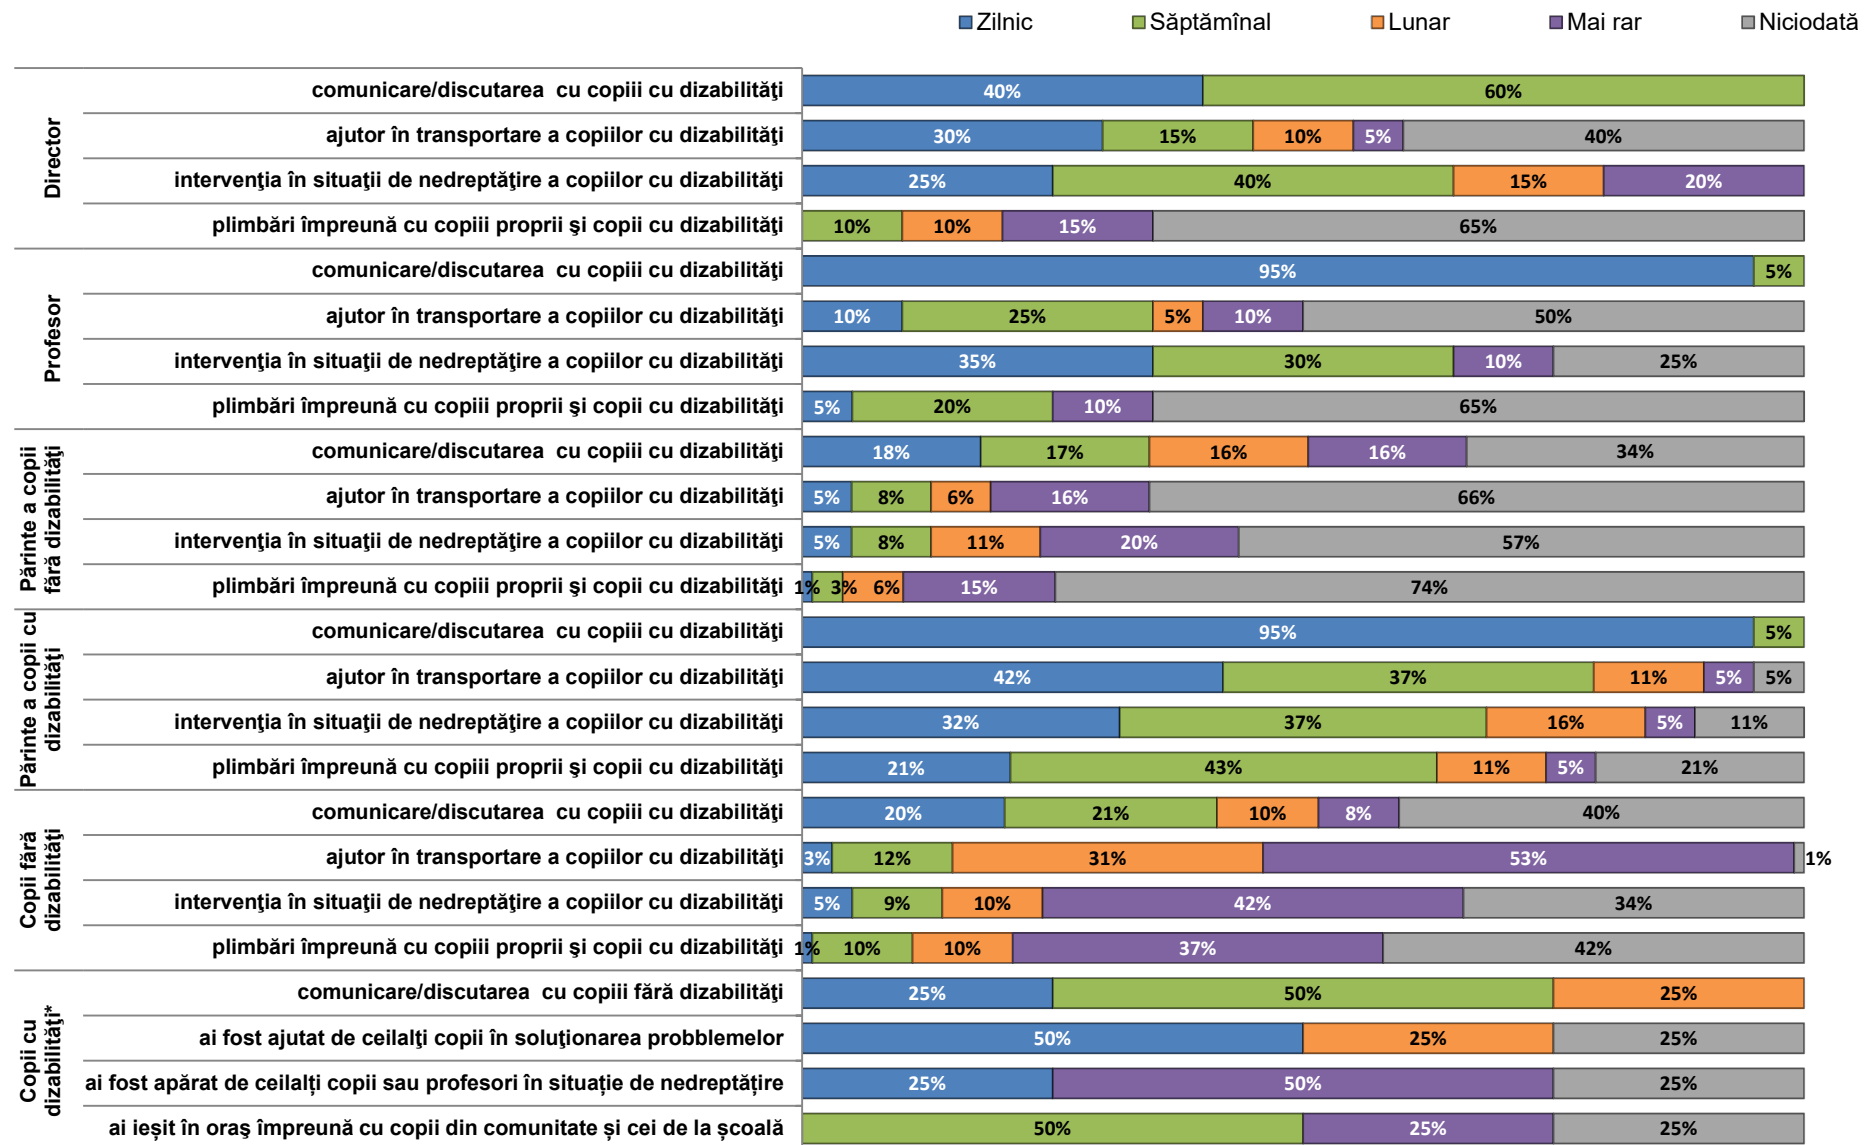 Zilnic Săptămînal Lunar Mai rar Niciodată
Director
comunicare/discutarea cu copiii cu dizabilităţi 40% 60%
ajutor în transportare a copiilor cu dizabilităţi 30% 15% 10% 5% 40%
intervenţia în situaţii de nedreptăţire a copiilor cu dizabilităţi 25% 40% 15% 20%
plimbări împreună cu copiii proprii şi copii cu dizabilităţi 10% 10% 15% 65%
Profesor
comunicare/discutarea cu copiii cu dizabilităţi 95% 5%
ajutor în transportare a copiilor cu dizabilităţi 10% 25% 5% 10% 50%
intervenţia în situaţii de nedreptăţire a copiilor cu dizabilităţi 35% 30% 10% 25%
plimbări împreună cu copiii proprii şi copii cu dizabilităţi 5% 20% 10% 65%
Părinte a copii
fără dizabilităţi
comunicare/discutarea cu copiii cu dizabilităţi 18% 17% 16% 16% 34%
ajutor în transportare a copiilor cu dizabilităţi 5% 8% 6% 16% 66%
intervenţia în situaţii de nedreptăţire a copiilor cu dizabilităţi 5% 8% 11% 20% 57%
plimbări împreună cu copiii proprii şi copii cu dizabilităţi 1% 3% 6% 15% 74%
Părinte a copii cu
dizabilităţi
comunicare/discutarea cu copiii cu dizabilităţi 95% 5%
ajutor în transportare a copiilor cu dizabilităţi 42% 37% 11% 5% 5%
intervenţia în situaţii de nedreptăţire a copiilor cu dizabilităţi 32% 37% 16% 5% 11%
plimbări împreună cu copiii proprii şi copii cu dizabilităţi 21% 43% 11% 5% 21%
Copii fără
dizabilităţi
comunicare/discutarea cu copiii cu dizabilităţi 20% 21% 10% 8% 40%
ajutor în transportare a copiilor cu dizabilităţi 3% 12% 31% 53% 1%
intervenţia în situaţii de nedreptăţire a copiilor cu dizabilităţi 5% 9% 10% 42% 34%
plimbări împreună cu copiii proprii şi copii cu dizabilităţi 1% 10% 10% 37% 42%
Copii cu
dizabilităţi*
comunicare/discutarea cu copiii fără dizabilităţi 25% 50% 25%
ai fost ajutat de ceilalţi copii în soluţionarea probblemelor 50% 25% 25%
ai fost apărat de ceilalți copii sau profesori în situație de nedreptățire 25% 50% 25%
ai ieșit în oraş împreună cu copii din comunitate și cei de la școală 50% 25% 25%